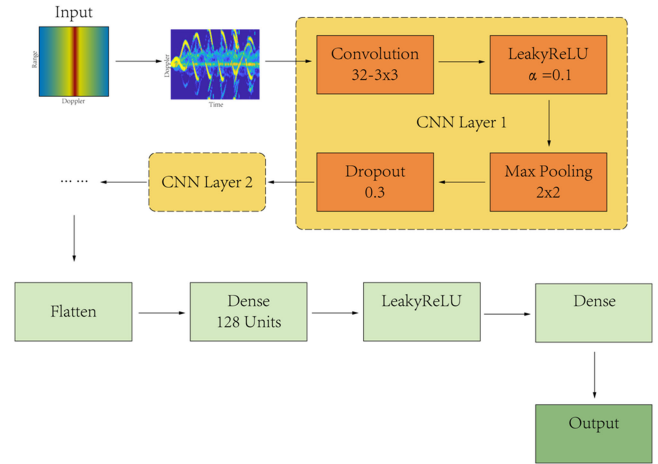 Input
Range
Doppler
Doppler
Time
Convolution
32-3x3
LeakyReLU
α =0.1
CNN Layer 1
Max Pooling
2x2
Dropout
0.3
CNN Layer 2
... ...
Flatten
Dense
128 Units
LeakyReLU
Dense
Output